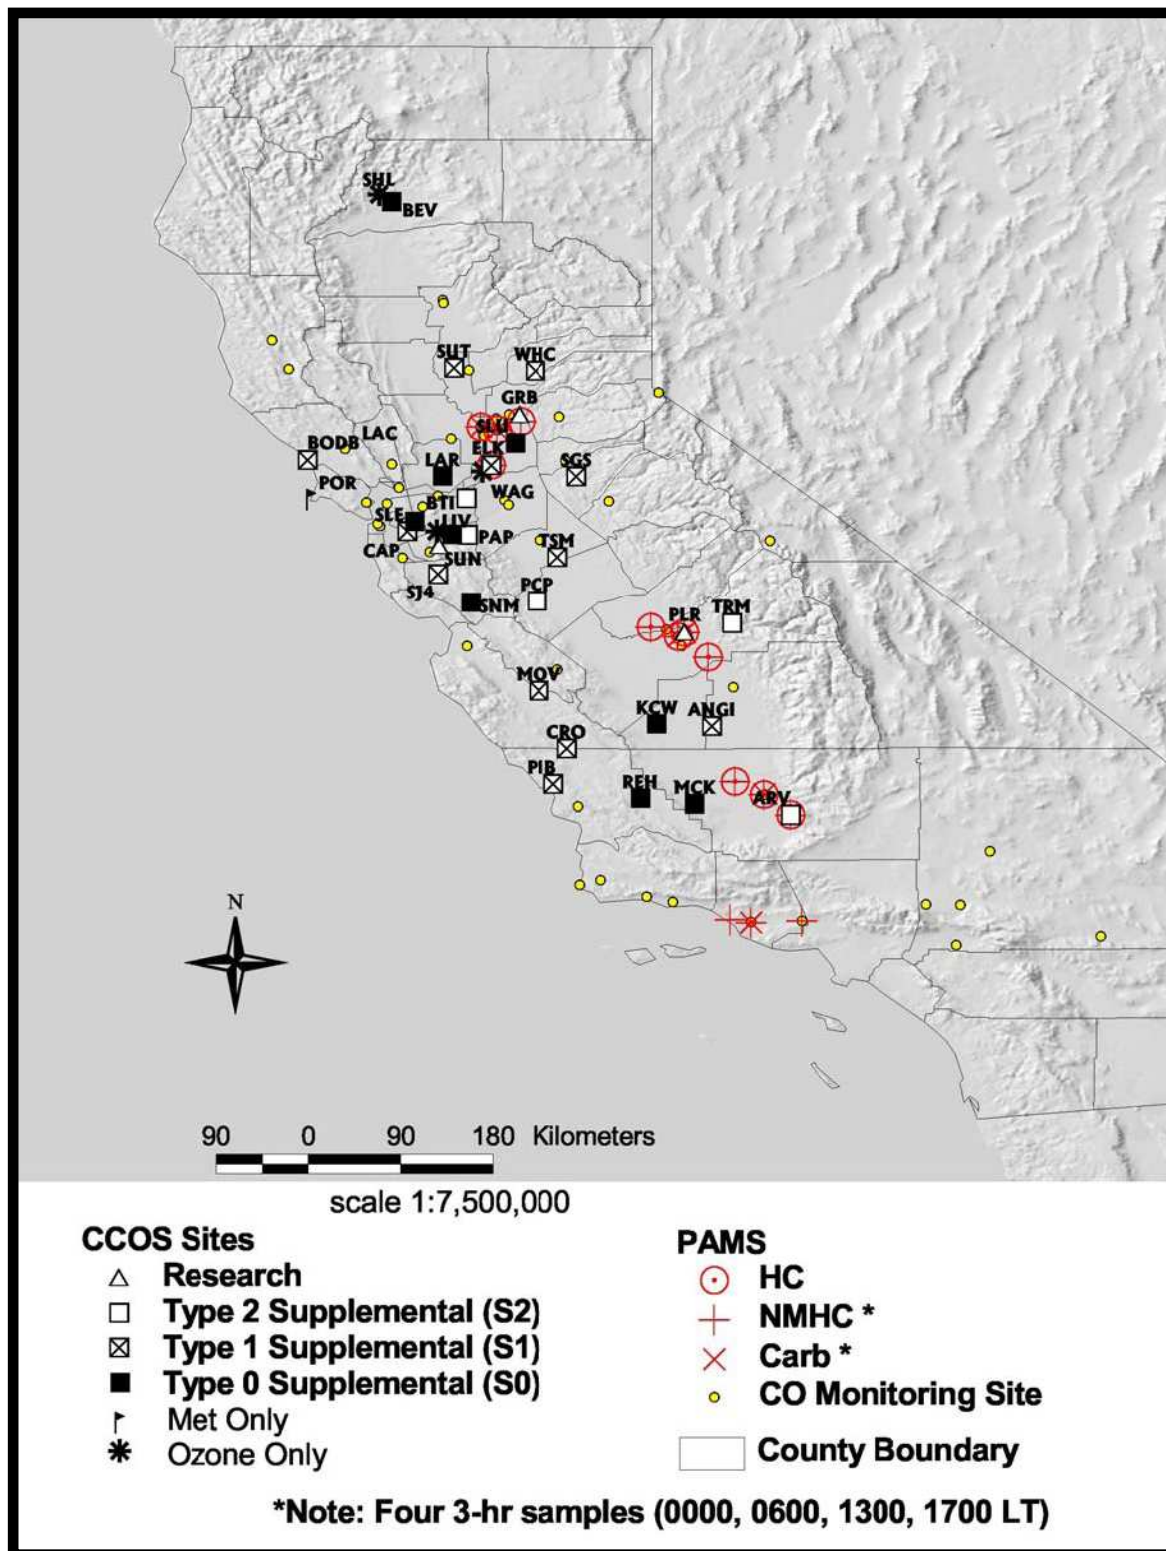 SHL
BEV
SUT
WHC
GRB
SLU
BODB
LAC
ELK
LAR
SGS
POR
BTI
WAG
SLE
LIV
PAP
CAP
SUN
TSM
SJ4
SNM
PCP
PLR
TRM
MOV
KCW
ANGI
CRO
PIB
REH
MCK
ARV
N
90 0 90 180 Kilometers
scale 1:7,500,000
CCOS Sites
Research
Type 2 Supplemental (S2)
Type 1 Supplemental (S1)
Type 0 Supplemental (S0)
Met Only
Ozone Only
PAMS
HC
NMHC *
Carb *
CO Monitoring Site
County Boundary
*Note: Four 3-hr samples (0000, 0600, 1300, 1700 LT)